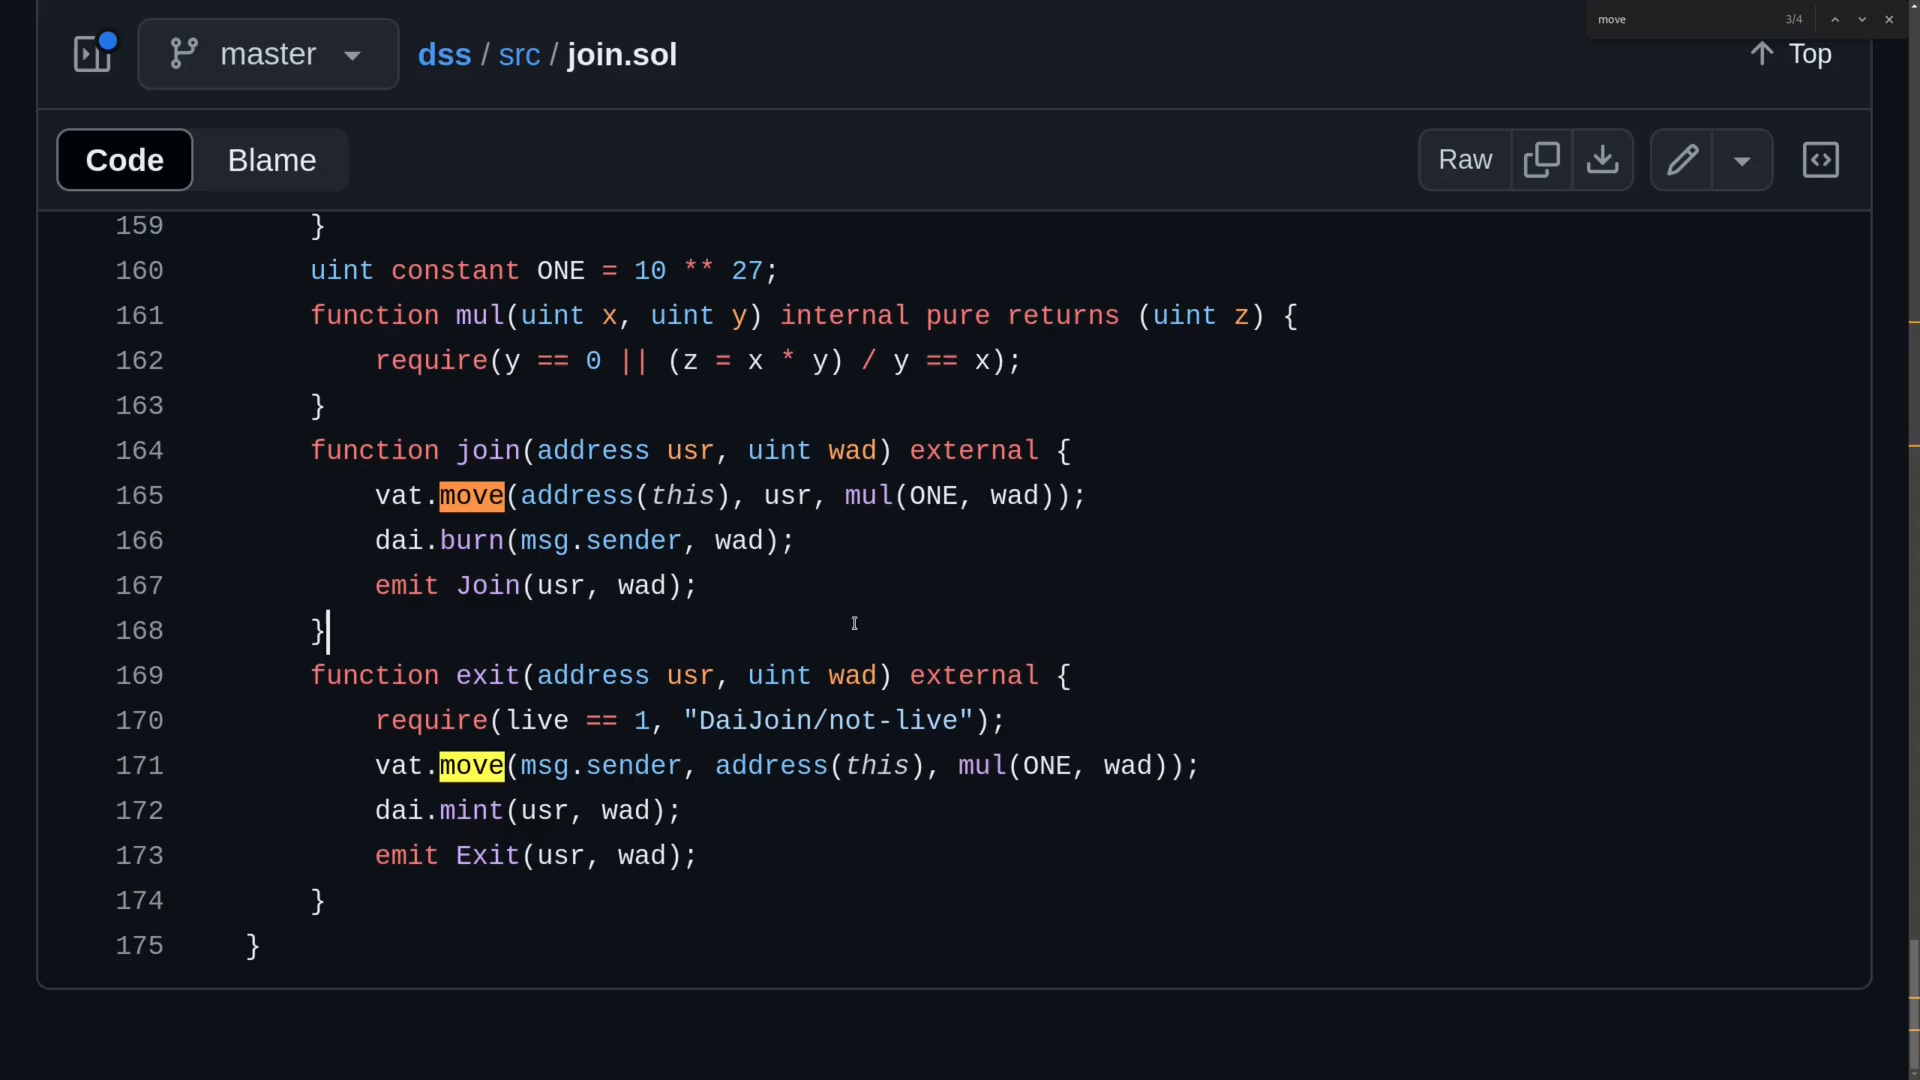 move 3/4
master dss / src / join.sol Top
Code Blame Raw
159 }
160 uint constant ONE = 10 ** 27;
161 function mul(uint x, uint y) internal pure returns (uint z) {
162 require(y == 0 || (z = x * y) / y == x);
163 }
164 function join(address usr, uint wad) external {
165 vat.move(address(this), usr, mul(ONE, wad));
166 dai.burn(msg.sender, wad);
167 emit Join(usr, wad);
168 }
169 function exit(address usr, uint wad) external {
170 require(live == 1, "DaiJoin/not-live");
171 vat.move(msg.sender, address(this), mul(ONE, wad));
172 dai.mint(usr, wad);
173 emit Exit(usr, wad);
174 }
175 }